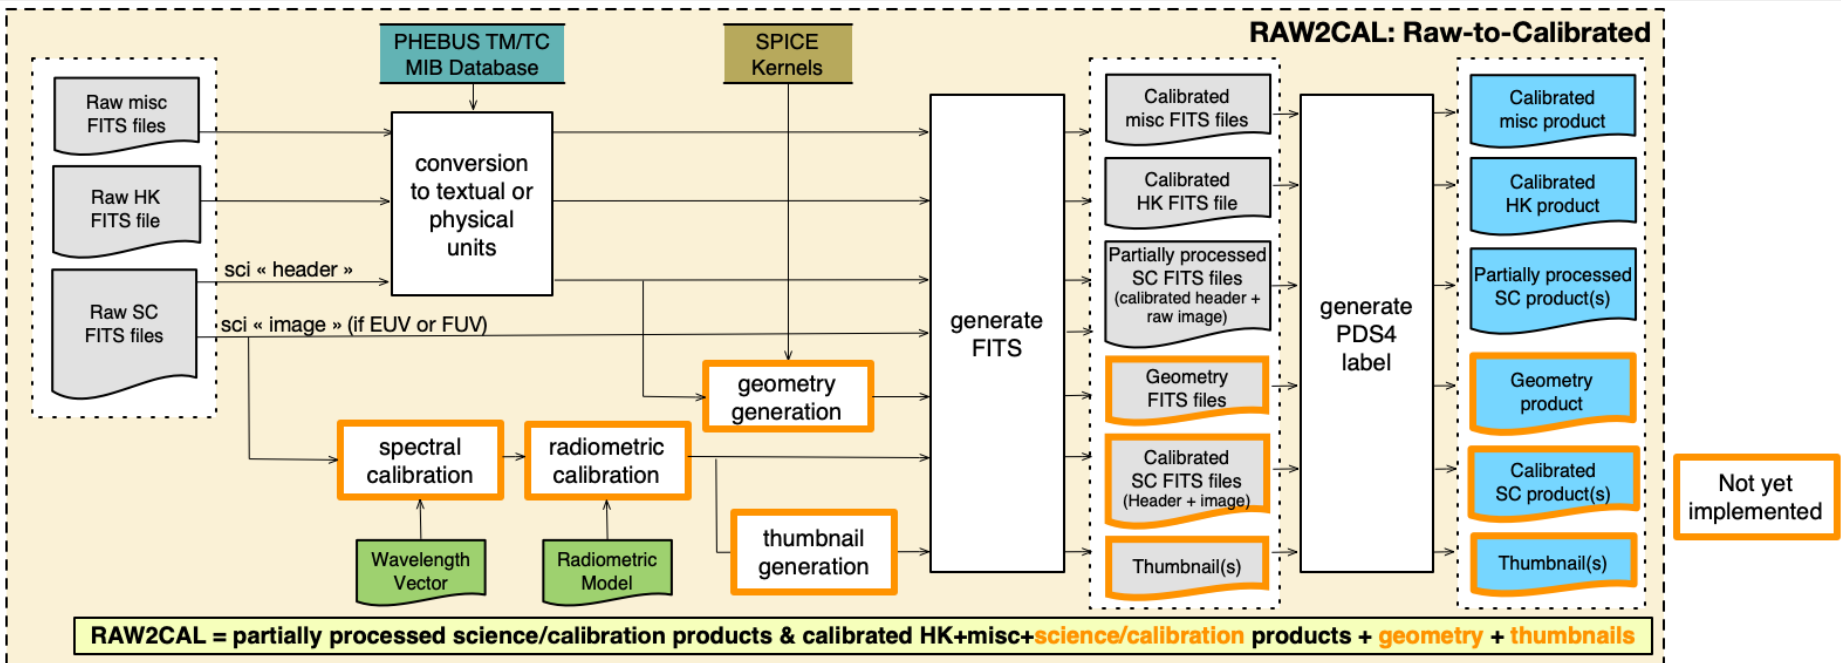 RAW2CAL: Raw-to-Calibrated
PHEBUS TM/TC
MIB Database
SPICE
Kernels
Raw misc
FITS files
Raw HK
FITS file
Raw SC
FITS files
sci « header »
sci « image » (if EUV or FUV)
conversion
to textual or
physical
units
geometry
generation
spectral
calibration
radiometric
calibration
thumbnail
generation
Wavelength
Vector
Radiometric
Model
generate
FITS
Calibrated
misc FITS files
Calibrated
HK FITS file
Partially processed
SC FITS files
(calibrated header +
raw image)
Geometry
FITS files
Calibrated
SC FITS files
(Header + image)
Thumbnail(s)
generate
PDS4
label
Calibrated
misc product
Calibrated
HK product
Partially processed
SC product(s)
Geometry
product
Calibrated
SC product(s)
Thumbnail(s)
Not yet
implemented
RAW2CAL = partially processed science/calibration products & calibrated HK+misc+science/calibration products + geometry + thumbnails